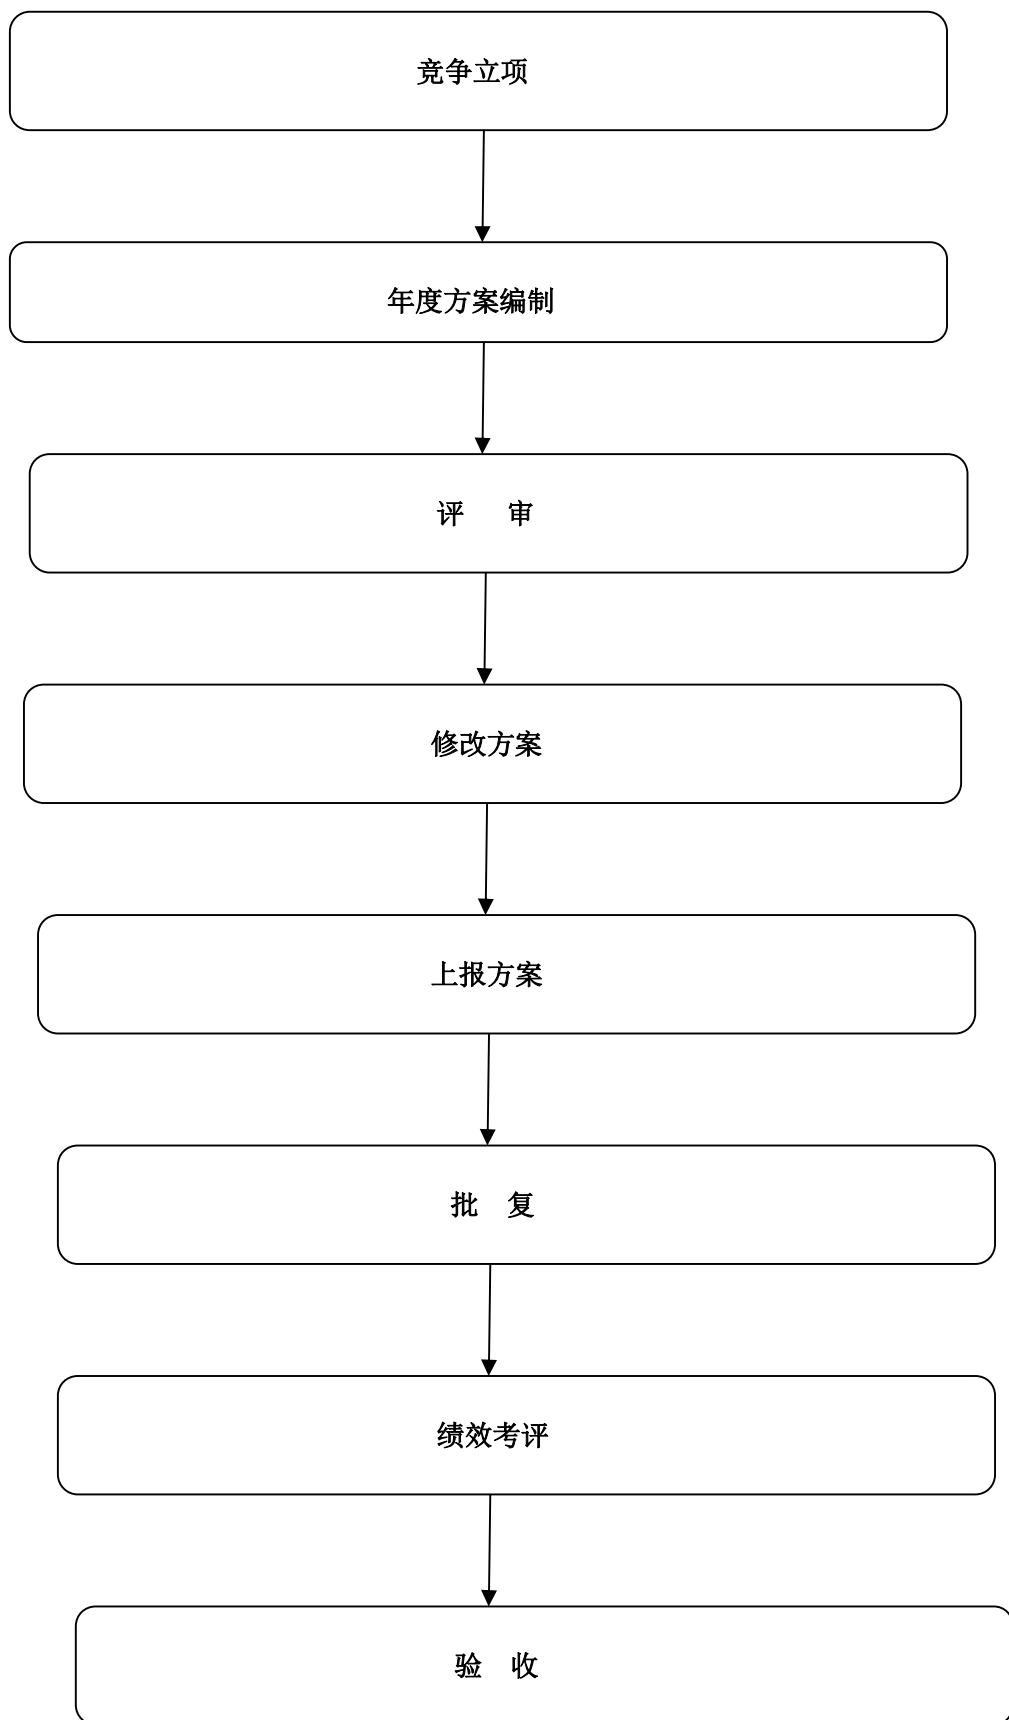 竞争立项
年度方案编制
评 审
修改方案
上报方案
批 复
绩效考评
验 收